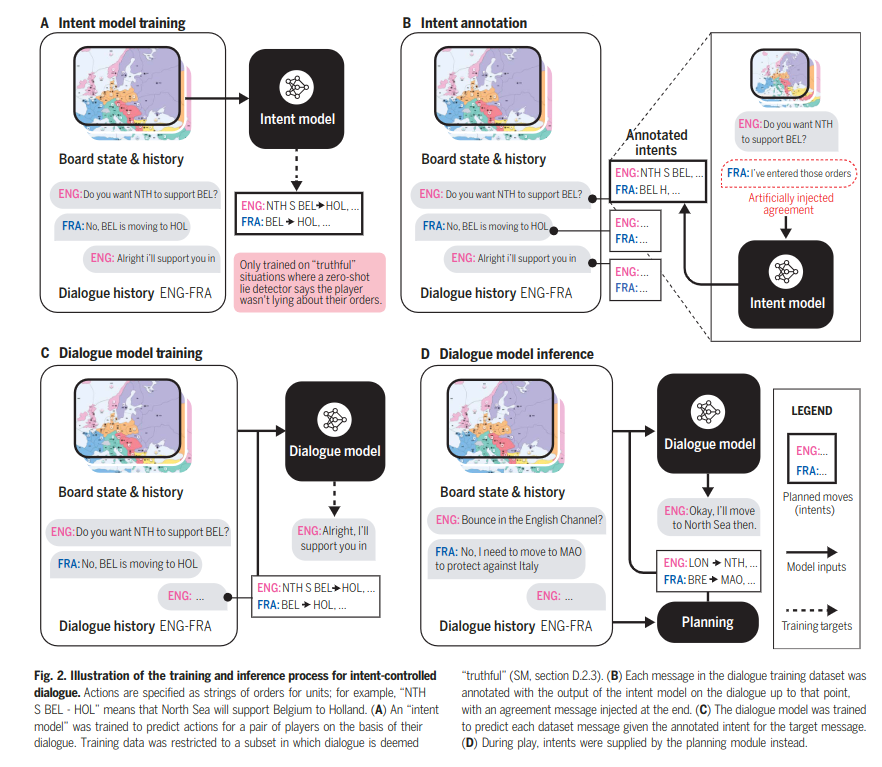 A Intent model training
Board state & history
ENG: Do you want NTH to support BEL?
FRA: No, BEL is moving to HOL
ENG: Alright i'll support you in
Dialogue history ENG-FRA
Intent model
ENG: NTH S BEL➔HOL, ...
FRA: BEL ➔ HOL, ...
Only trained on “truthful”
situations where a zero-shot
lie detector says the player
wasn't lying about their orders.
B Intent annotation
Board state & history
ENG: Do you want NTH to support BEL?
FRA: No, BEL is moving to HOL
ENG: Alright i'll support you in
Dialogue history ENG-FRA
Annotated
intents
ENG: NTH S BEL, ...
FRA: BEL H, ...
ENG: ...
FRA: ...
ENG: ...
FRA: ...
ENG: Do you want NTH
to support BEL?
FRA: I've entered those orders
Artificially injected
agreement
Intent model
C Dialogue model training
Board state & history
ENG: Do you want NTH to support BEL?
FRA: No, BEL is moving to HOL
ENG: ...
Dialogue history ENG-FRA
Dialogue model
ENG: Alright, I'll
support you in
ENG: NTH S BEL➔HOL, ...
FRA: BEL ➔ HOL, ...
D Dialogue model inference
Board state & history
ENG: Bounce in the English Channel?
FRA: No, I need to move to MAO
to protect against Italy
ENG: ...
Dialogue history ENG-FRA
Dialogue model
ENG: Okay, I'll move
to North Sea then.
ENG: LON ➔ NTH, ...
FRA: BRE ➔ MAO, ...
Planning
LEGEND
ENG:...
FRA:...
Planned moves
(intents)
Model inputs
Training targets
Fig. 2. Illustration of the training and inference process for intent-controlled
dialogue. Actions are specified as strings of orders for units; for example, “NTH
S BEL - HOL” means that North Sea will support Belgium to Holland. (A) An “intent
model” was trained to predict actions for a pair of players on the basis of their
dialogue. Training data was restricted to a subset in which dialogue is deemed
“truthful” (SM, section D.2.3). (B) Each message in the dialogue training dataset was
annotated with the output of the intent model on the dialogue up to that point,
with an agreement message injected at the end. (C) The dialogue model was trained
to predict each dataset message given the annotated intent for the target message.
(D) During play, intents were supplied by the planning module instead.